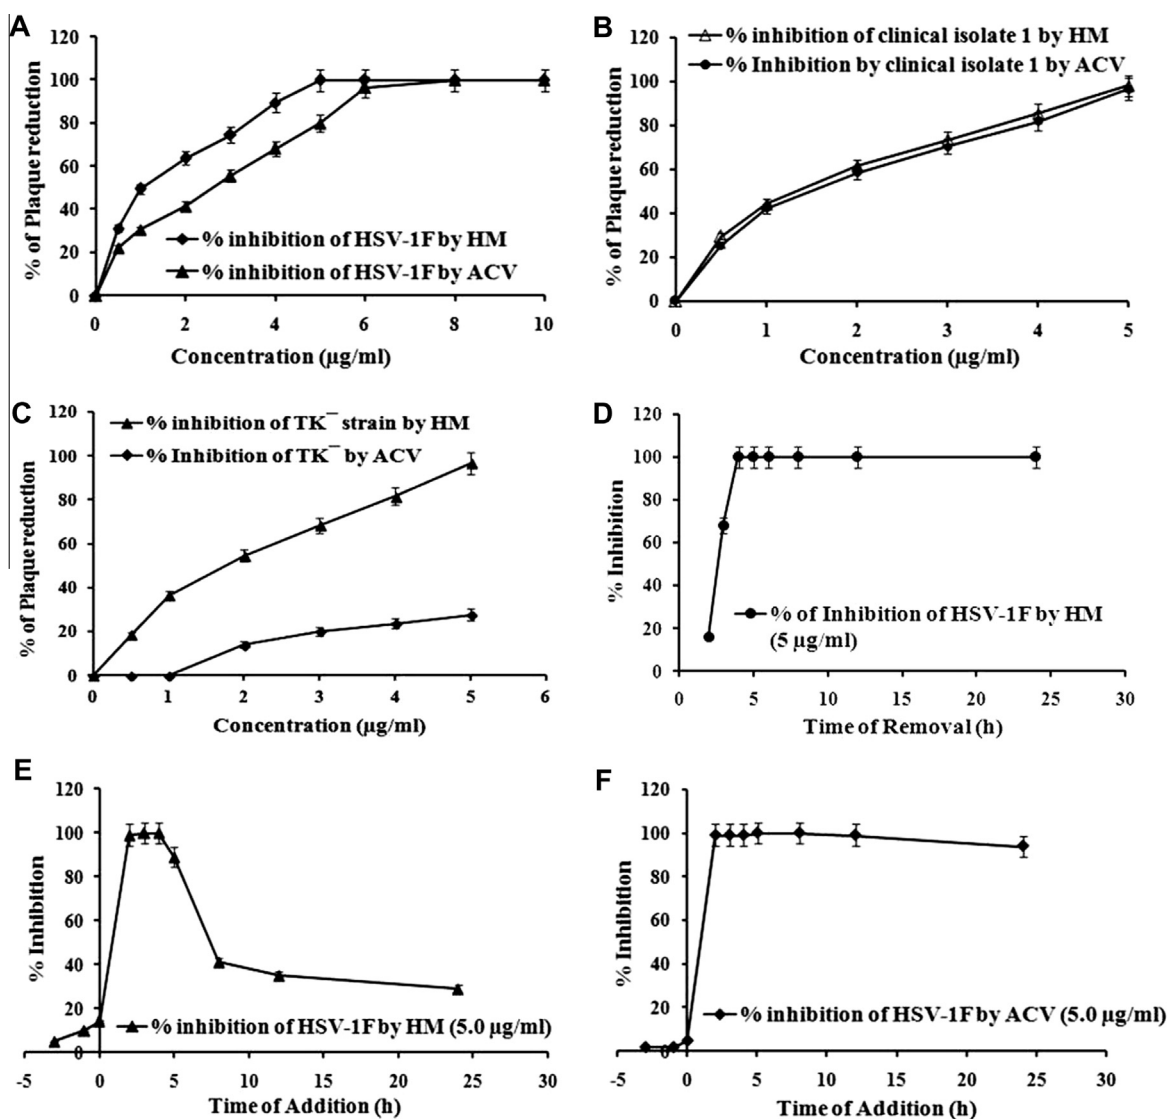 A
120
100
80
60
40
20
0
% of Plaque reduction
% inhibition of HSV-1F by HM
% inhibition of HSV-1F by ACV
0 2 4 6 8 10
Concentration (µg/ml)
B
120
100
80
60
40
20
0
% of Plaque reduction
% inhibition of clinical isolate 1 by HM
% Inhibition by clinical isolate 1 by ACV
0 1 2 3 4 5
Concentration (µg/ml)
C
120
100
80
60
40
20
0
% of Plaque reduction
% inhibition of TK⁻ strain by HM
% Inhibition of TK⁻ by ACV
0 1 2 3 4 5 6
Concentration (µg/ml)
D
120
100
80
60
40
20
0
% Inhibition
% of Inhibition of HSV-1F by HM
(5 µg/ml)
0 5 10 15 20 25 30
Time of Removal (h)
E
120
100
80
60
40
20
0
% Inhibition
% inhibition of HSV-1F by HM (5.0 µg/ml)
-5 0 5 10 15 20 25 30
Time of Addition (h)
F
120
100
80
60
40
20
0
% Inhibition
% inhibition of HSV-1F by ACV (5.0 µg/ml)
-5 0 5 10 15 20 25 30
Time of Addition (h)